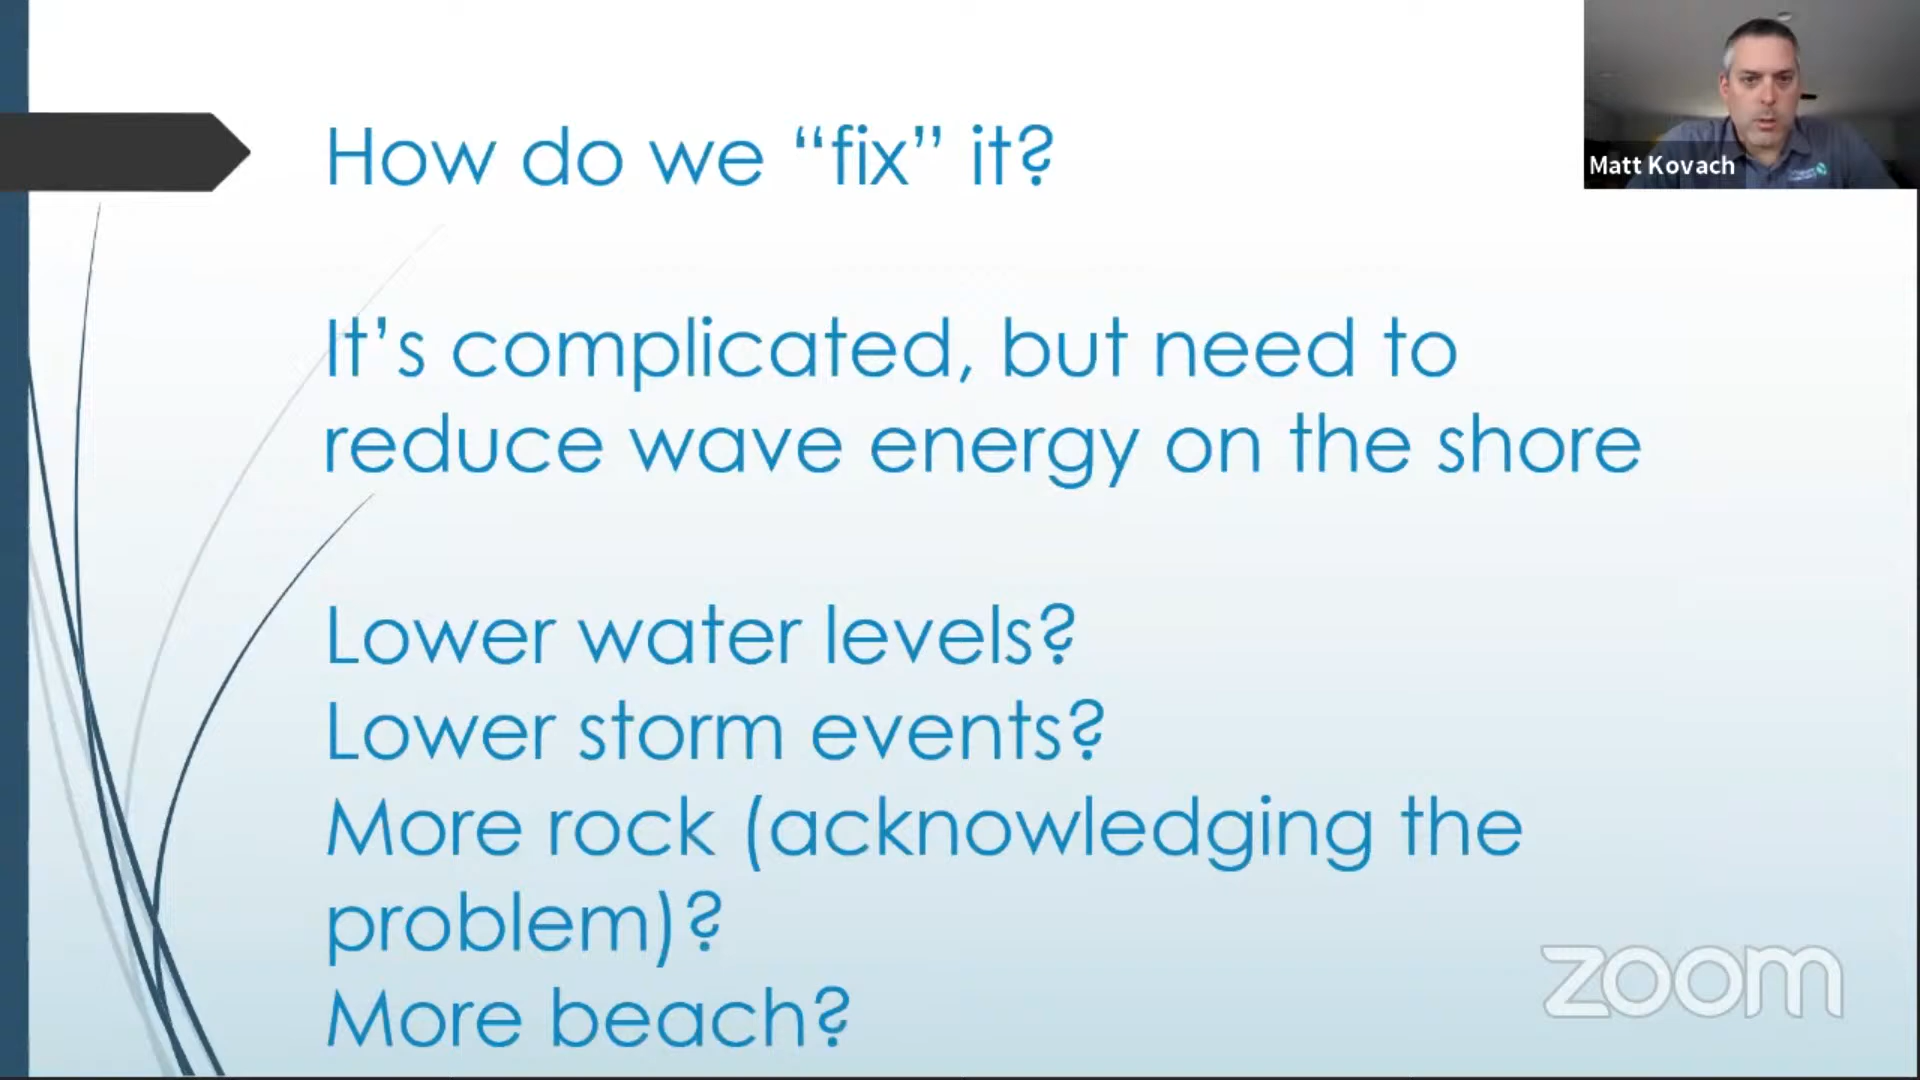 Matt Kovach
How do we “fix” it?
It’s complicated, but need to
reduce wave energy on the shore
Lower water levels?
Lower storm events?
More rock (acknowledging the
problem)?
More beach?
zoom